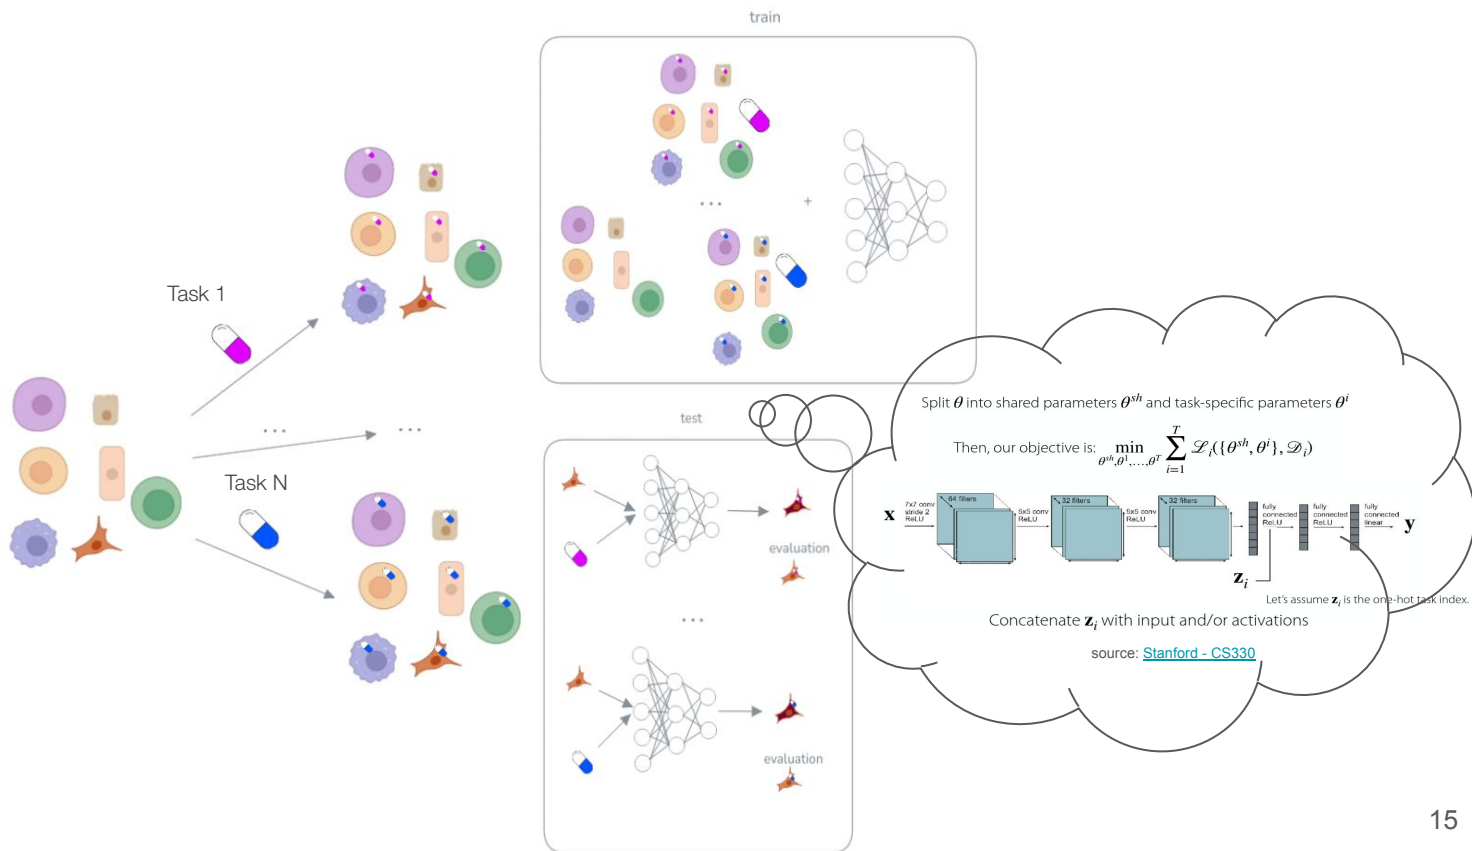 train
Task 1
...
+
... ...
Task N
test
evaluation
...
evaluation
Split θ into shared parameters θ^{sh} and task-specific parameters θ^i
Then, our objective is: min_{θ^{sh},θ^1,…,θ^T} \sum_{i=1}^{T} ℒ_i({θ^{sh}, θ^i}, 𝒟_i)
x
7x7 conv
stride 2
ReLU
64 filters
5x5 conv
ReLU
32 filters
5x5 conv
ReLU
32 filters
fully
connected
ReLU
fully
connected
ReLU
fully
connected
linear
y
z_i
Let's assume z_i is the one-hot task index.
Concatenate z_i with input and/or activations
source: Stanford - CS330
15